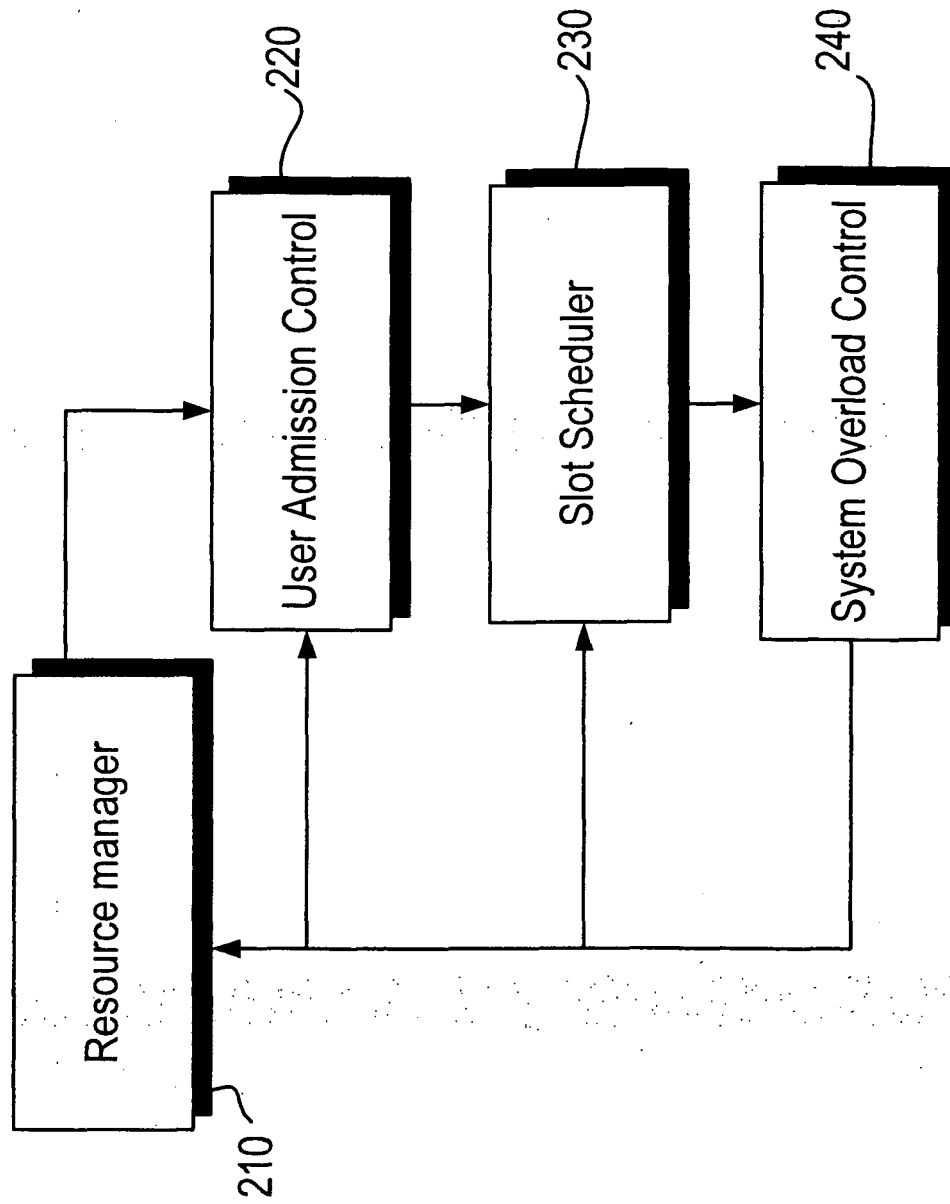 Resource manager
210
User Admission Control
220
Slot Scheduler
230
System Overload Control
240